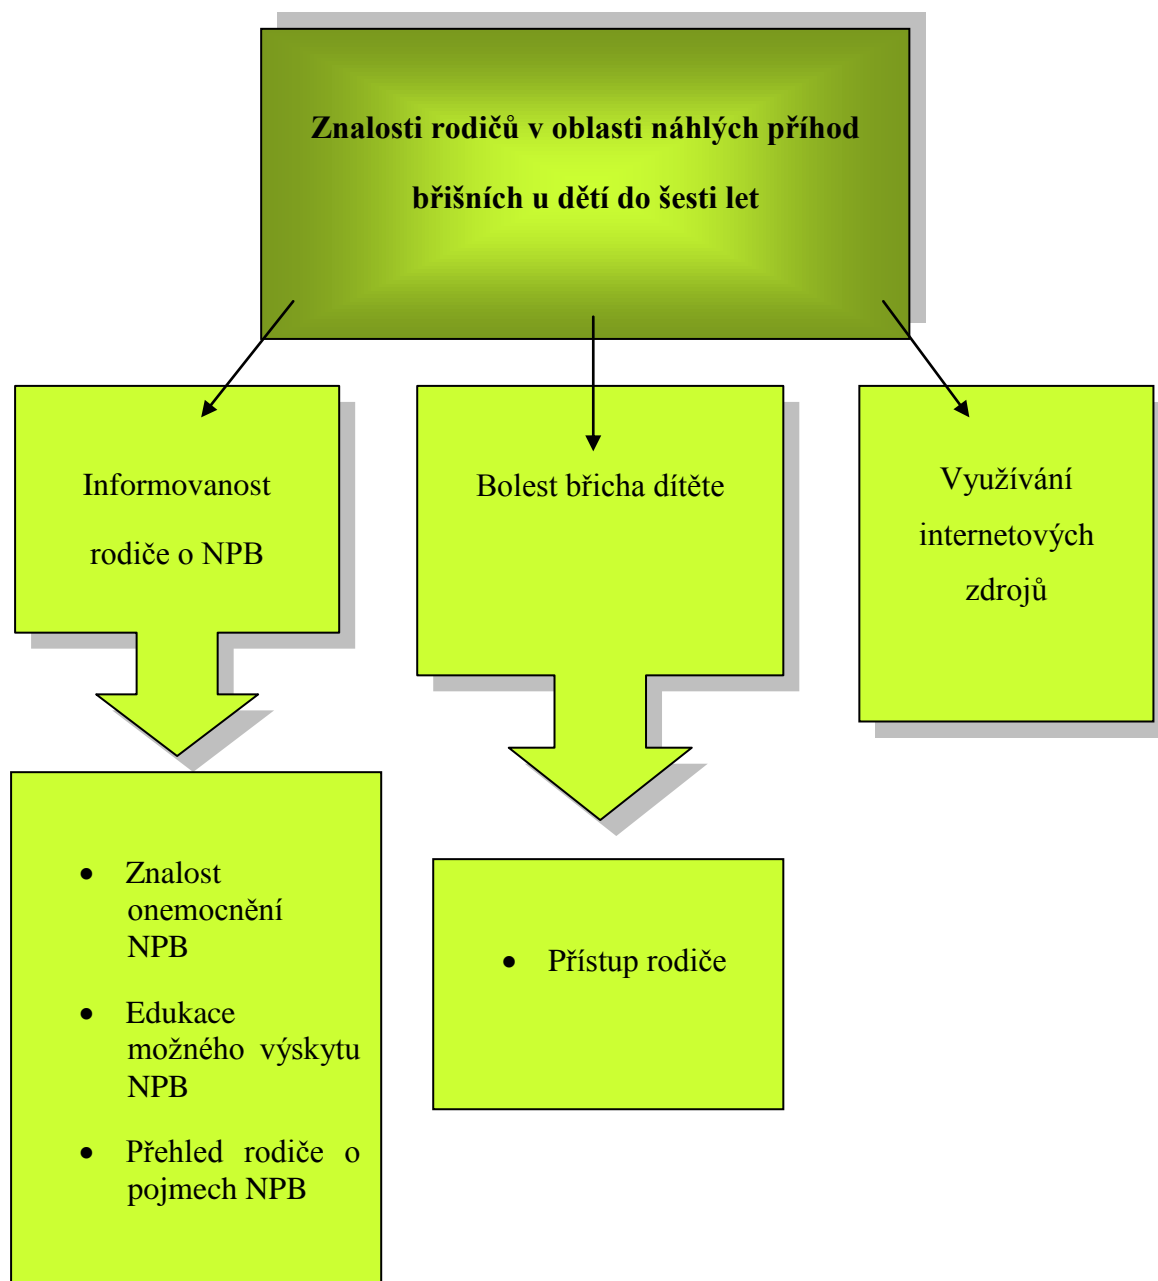 Znalosti rodičů v oblasti náhlých příhod
břišních u dětí do šesti let
Informovanost
rodiče o NPB
Bolest břicha dítěte
Využívání
internetových
zdrojů
• Znalost
onemocnění
NPB
• Edukace
možného výskytu
NPB
• Přehled rodiče o
pojmech NPB
• Přístup rodiče